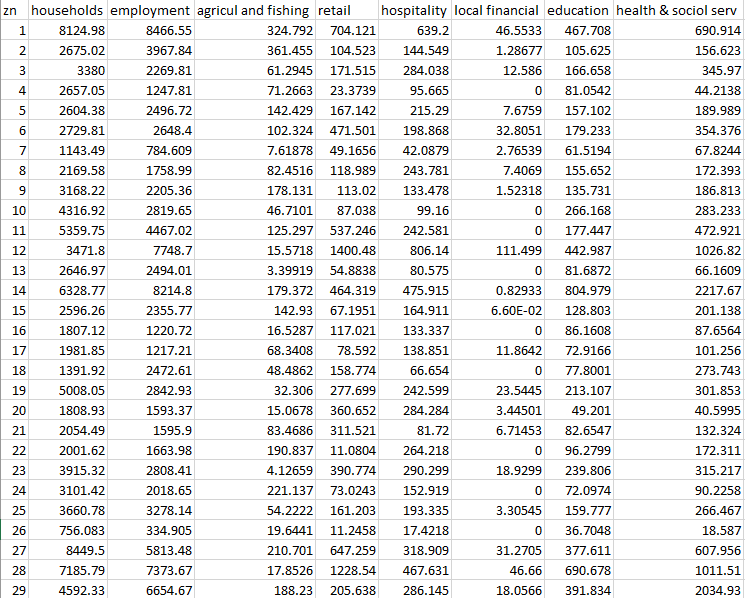 zn households employment agricul and fishing retail hospitality local financial education health & sociol serv
1 8124.98 8466.55 324.792 704.121 639.2 46.5533 467.708 690.914
2 2675.02 3967.84 361.455 104.523 144.549 1.28677 105.625 156.623
3 3380 2269.81 61.2945 171.515 284.038 12.586 166.658 345.97
4 2657.05 1247.81 71.2663 23.3739 95.665 0 81.0542 44.2138
5 2604.38 2496.72 142.429 167.142 215.29 7.6759 157.102 189.989
6 2729.81 2648.4 102.324 471.501 198.868 32.8051 179.233 354.376
7 1143.49 784.609 7.61878 49.1656 42.0879 2.76539 61.5194 67.8244
8 2169.58 1758.99 82.4516 118.989 243.781 7.4069 155.652 172.393
9 3168.22 2205.36 178.131 113.02 133.478 1.52318 135.731 186.813
10 4316.92 2819.65 46.7101 87.038 99.16 0 266.168 283.233
11 5359.75 4467.02 125.297 537.246 242.581 0 177.447 472.921
12 3471.8 7748.7 15.5718 1400.48 806.14 111.499 442.987 1026.82
13 2646.97 2494.01 3.39919 54.8838 80.575 0 81.6872 66.1609
14 6328.77 8214.8 179.372 464.319 475.915 0.82933 804.979 2217.67
15 2596.26 2355.77 142.93 67.1951 164.911 6.60E-02 128.803 201.138
16 1807.12 1220.72 16.5287 117.021 133.337 0 86.1608 87.6564
17 1981.85 1217.21 68.3408 78.592 138.851 11.8642 72.9166 101.256
18 1391.92 2472.61 48.4862 158.774 66.654 0 77.8001 273.743
19 5008.05 2842.93 32.306 277.699 242.599 23.5445 213.107 301.853
20 1808.93 1593.37 15.0678 360.652 284.284 3.44501 49.201 40.5995
21 2054.49 1595.9 83.4686 311.521 81.72 6.71453 82.6547 132.324
22 2001.62 1663.98 190.837 11.0804 264.218 0 96.2799 172.311
23 3915.32 2808.41 4.12659 390.774 290.299 18.9299 239.806 315.217
24 3101.42 2018.65 221.137 73.0243 152.919 0 72.0974 90.2258
25 3660.78 3278.14 54.2222 161.203 193.335 3.30545 159.777 266.467
26 756.083 334.905 19.6441 11.2458 17.4218 0 36.7048 18.587
27 8449.5 5813.48 210.701 647.259 318.909 31.2705 377.611 607.956
28 7185.79 7373.67 17.8526 1228.54 467.631 46.66 690.678 1011.51
29 4592.33 6654.67 188.23 205.638 286.145 18.0566 391.834 2034.93